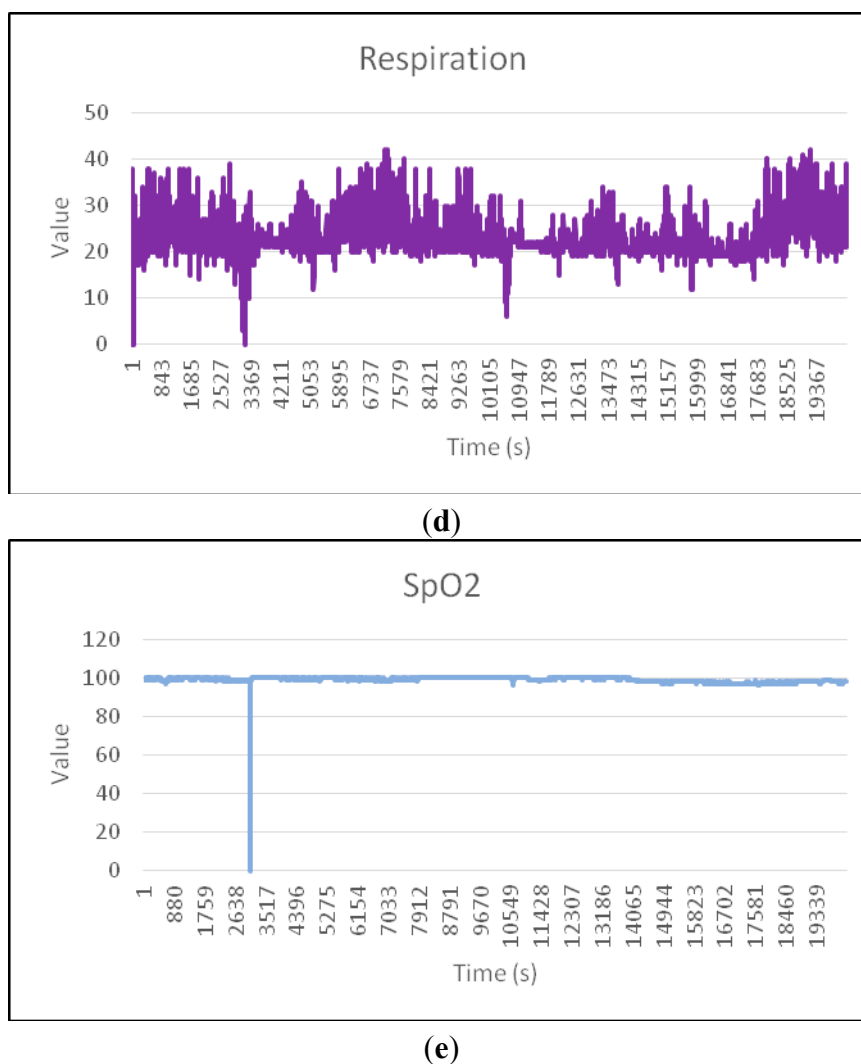 Respiration
50
40
30
20
10
0
Value
1 843 1685 2527 3369 4211 5053 5895 6737 7579 8421 9263 10105 10947 11789 12631 13473 14315 15157 15999 16841 17683 18525 19367
Time (s)
(d)
SpO2
120
100
80
60
40
20
0
Value
1 880 1759 2638 3517 4396 5275 6154 7033 7912 8791 9670 10549 11428 12307 13186 14065 14944 15823 16702 17581 18460 19339
Time (s)
(e)